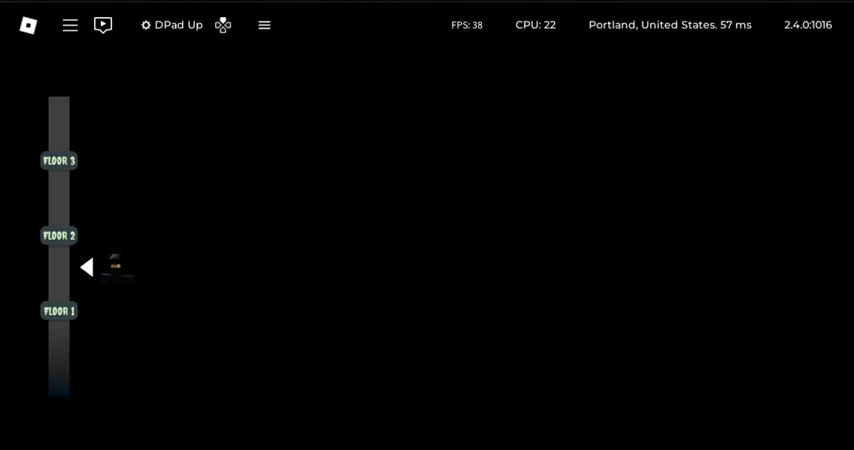 DPad Up
FPS: 38
CPU: 22
Portland, United States. 57 ms
2.4.0:1016
FLOOR 3
FLOOR 2
FLOOR 1